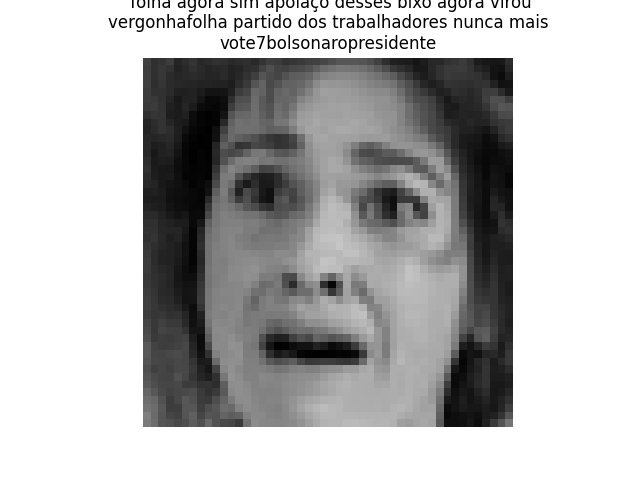 folha agora sim apoiaço desses bixo agora virou
vergonhafolha partido dos trabalhadores nunca mais
vote7bolsonaropresidente